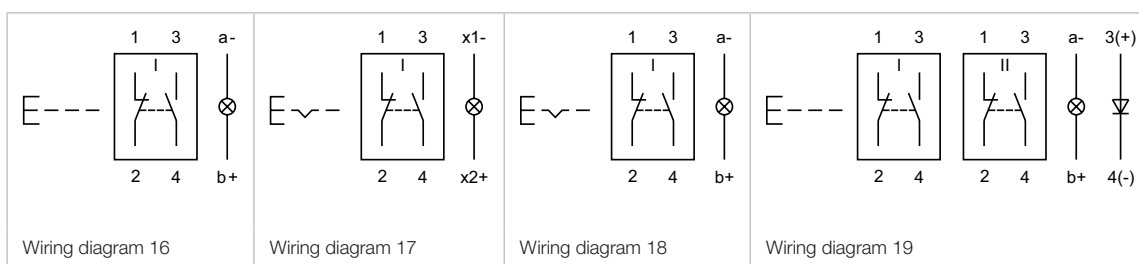 1 3 a-
I
2 4 b+
Wiring diagram 16
1 3 x1-
I
2 4 x2+
Wiring diagram 17
1 3 a-
I
2 4 b+
Wiring diagram 18
1 3 1 3 a- 3(+)
I II
2 4 2 4 b+ 4(-)
Wiring diagram 19